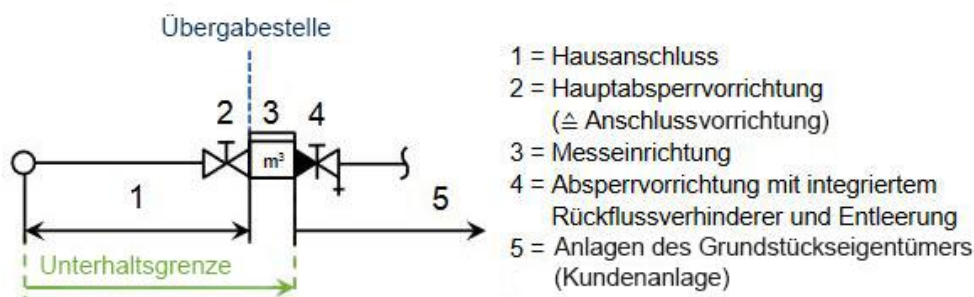 Übergabestelle
2 3 4
m³
1
5
Unterhaltsgrenze
1 = Hausanschluss
2 = Hauptabsperrvorrichtung
(≙ Anschlussvorrichtung)
3 = Messeinrichtung
4 = Absperrvorrichtung mit integriertem
Rückflussverhinderer und Entleerung
5 = Anlagen des Grundstückseigentümers
(Kundenanlage)